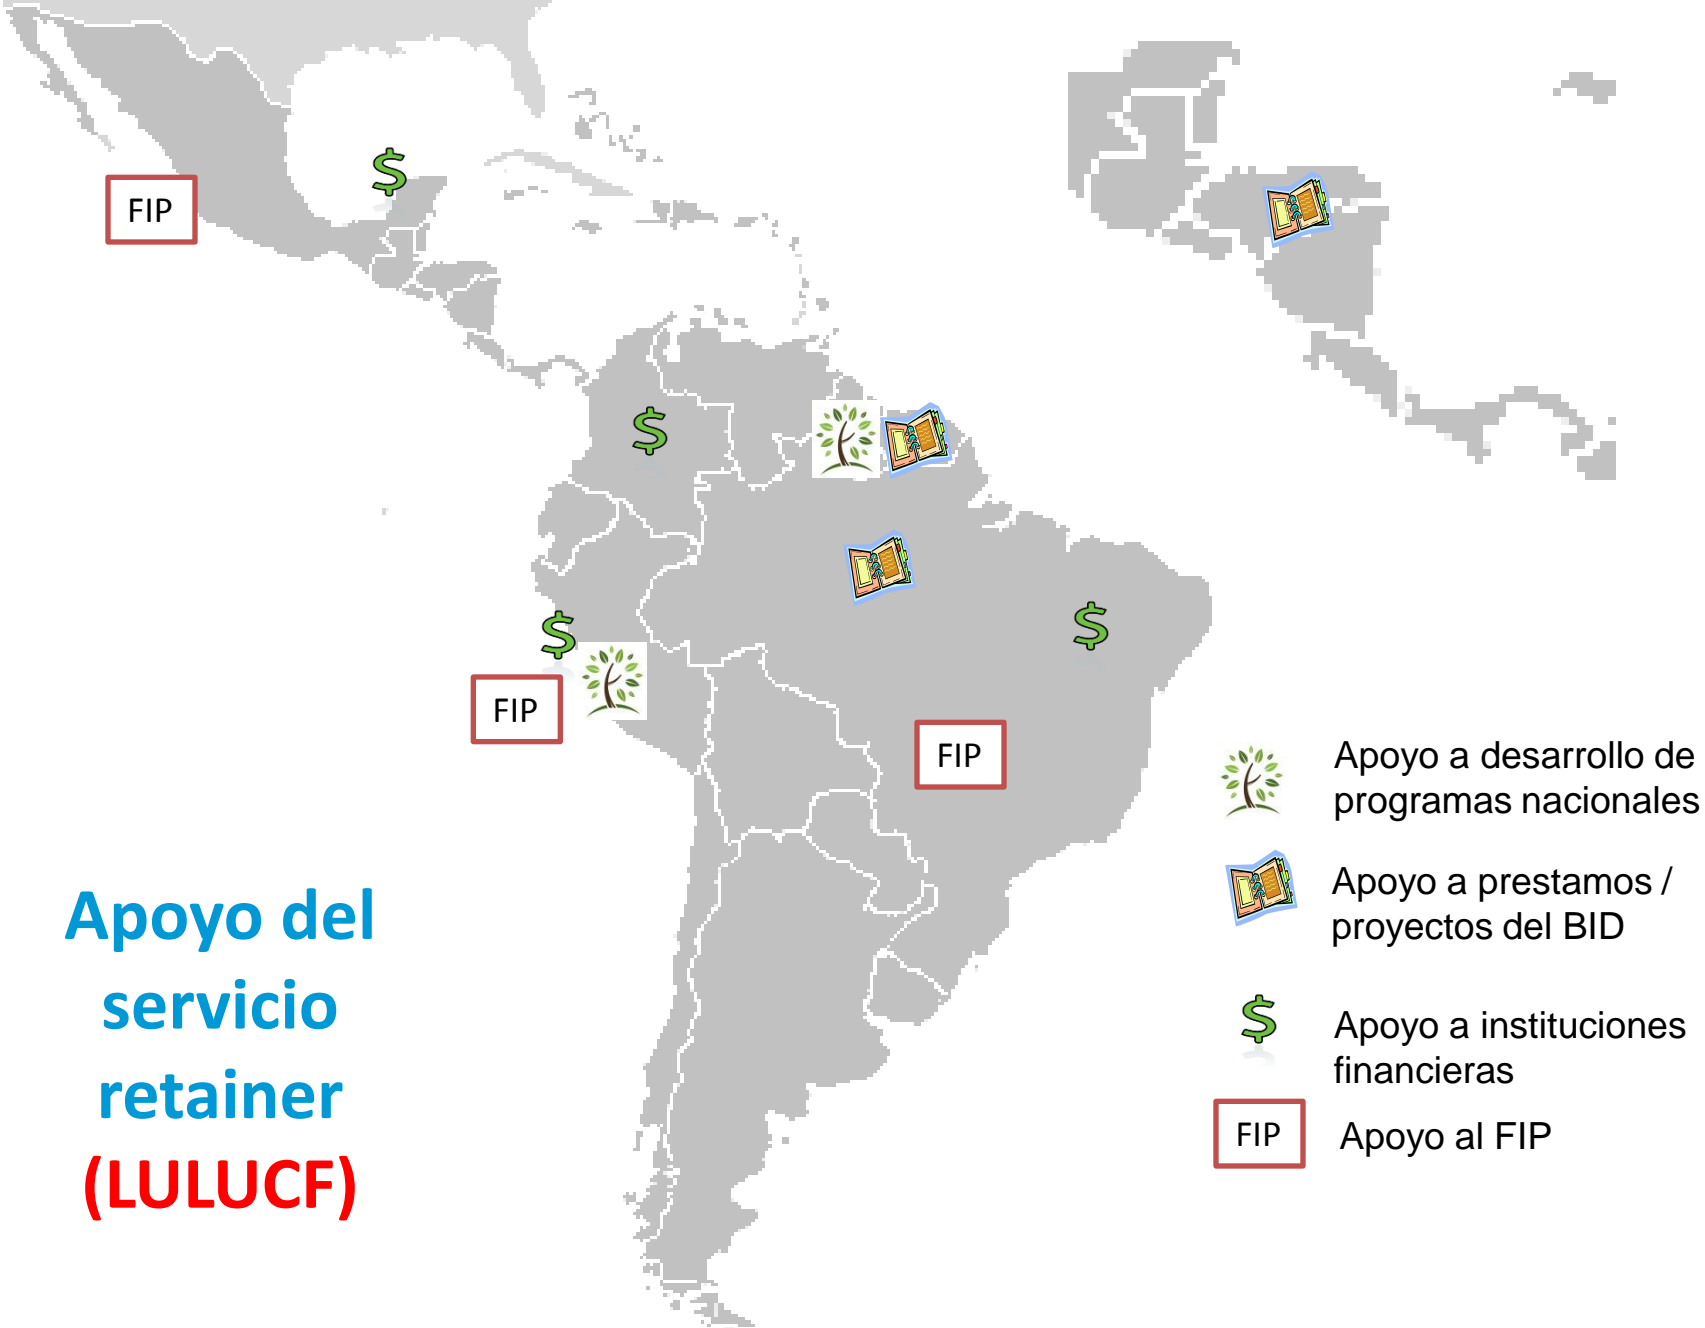 FIP
FIP
FIP
Apoyo del
servicio
retainer
(LULUCF)
Apoyo a desarrollo de
programas nacionales
Apoyo a prestamos /
proyectos del BID
Apoyo a instituciones
financieras
FIP
Apoyo al FIP